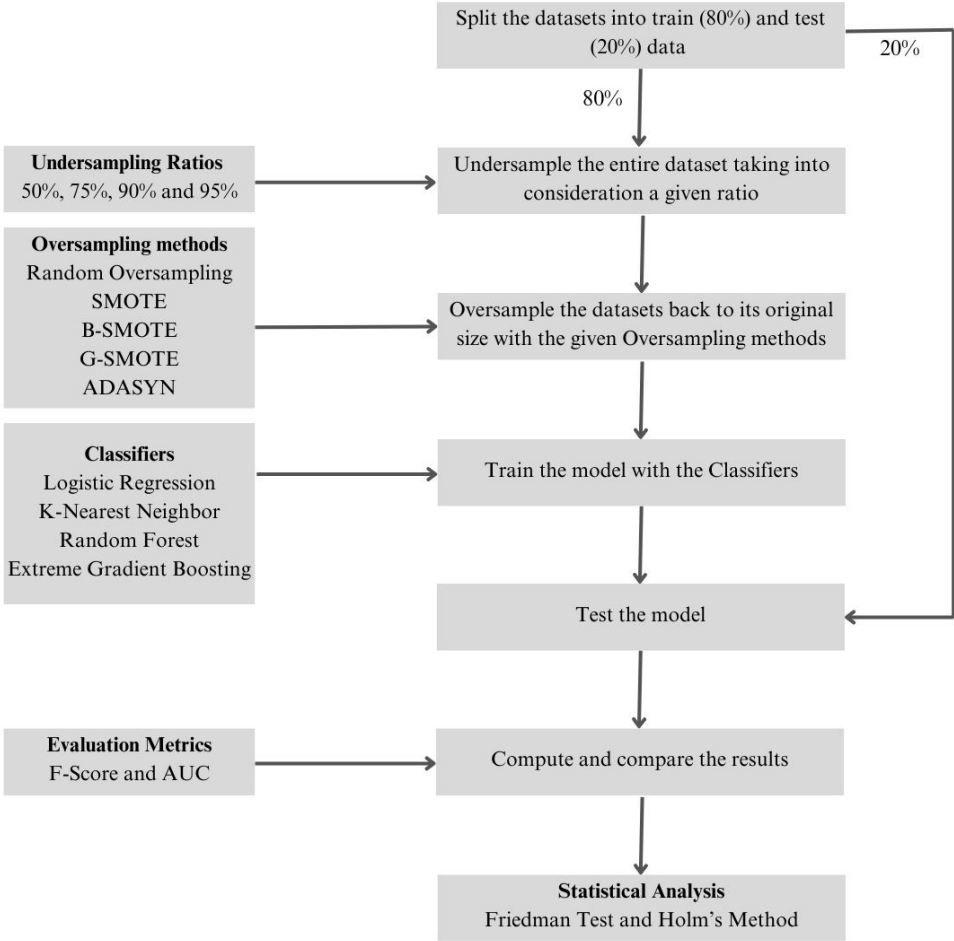 Split the datasets into train (80%) and test
(20%) data
20%
80%
Undersampling Ratios
50%, 75%, 90% and 95%
Undersample the entire dataset taking into
consideration a given ratio
Oversampling methods
Random Oversampling
SMOTE
B-SMOTE
G-SMOTE
ADASYN
Oversample the datasets back to its original
size with the given Oversampling methods
Classifiers
Logistic Regression
K-Nearest Neighbor
Random Forest
Extreme Gradient Boosting
Train the model with the Classifiers
Test the model
Evaluation Metrics
F-Score and AUC
Compute and compare the results
Statistical Analysis
Friedman Test and Holm's Method